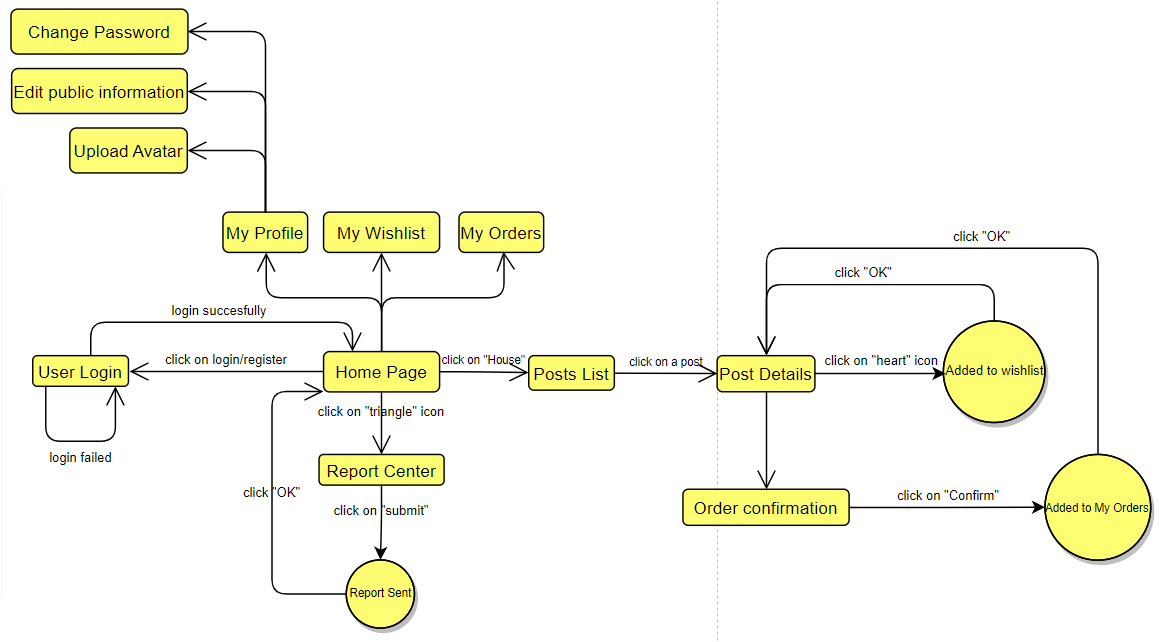 Change Password
Edit public information
Upload Avatar
My Profile
My Wishlist
My Orders
click "OK"
click "OK"
login succesfully
click on login/register
click on "House"
click on a post
click on "heart" icon
User Login
Home Page
Posts List
Post Details
Added to wishlist
click on "triangle" icon
login failed
Report Center
click "OK"
click on "submit"
Order confirmation
click on "Confirm"
Added to My Orders
Report Sent